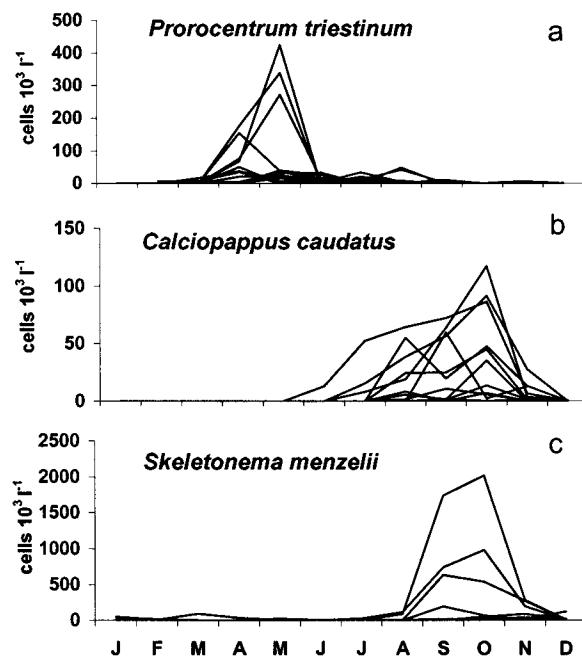 Prorocentrum triestinum
a
cells 10³ l⁻¹
500
400
300
200
100
0
Calciopappus caudatus
b
cells 10³ l⁻¹
150
100
50
0
Skeletonema menzelii
c
cells 10³ l⁻¹
2500
2000
1500
1000
500
0
J F M A M J J A S O N D